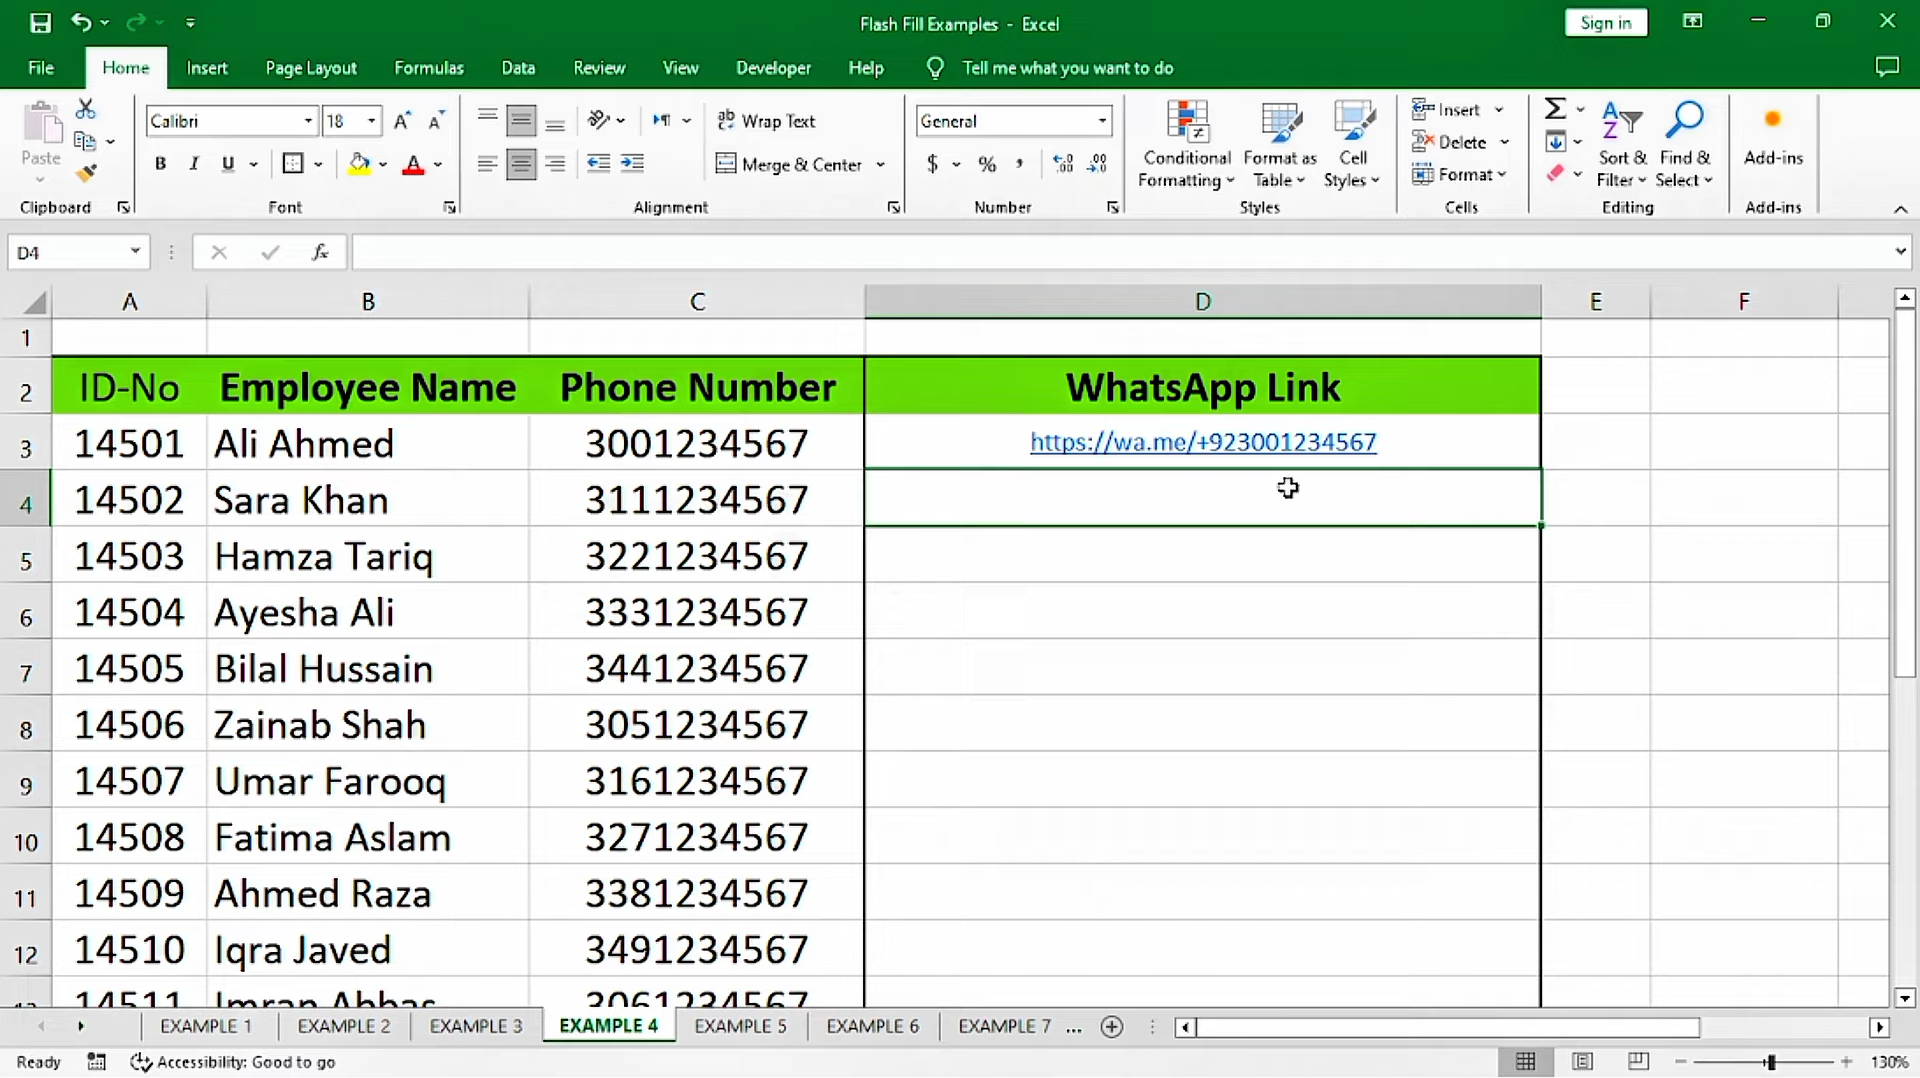 Flash Fill Examples - Excel
Sign in
File Home Insert Page Layout Formulas Data Review View Developer Help Tell me what you want to do
Paste
Clipboard
Calibri 18
B I U
Font
Wrap Text
Merge & Center
Alignment
General
$ % ,
Number
Conditional Formatting
Format as Table
Cell Styles
Styles
Insert
Delete
Format
Cells
Sort & Filter
Find & Select
Editing
Add-ins
Add-ins
D4 fx
A B C D E F
1
2 ID-No Employee Name Phone Number WhatsApp Link
3 14501 Ali Ahmed 3001234567 https://wa.me/+923001234567
4 14502 Sara Khan 3111234567
5 14503 Hamza Tariq 3221234567
6 14504 Ayesha Ali 3331234567
7 14505 Bilal Hussain 3441234567
8 14506 Zainab Shah 3051234567
9 14507 Umar Farooq 3161234567
10 14508 Fatima Aslam 3271234567
11 14509 Ahmed Raza 3381234567
12 14510 Iqra Javed 3491234567
14511 Imran Abbas 3061234567
EXAMPLE 1 EXAMPLE 2 EXAMPLE 3 EXAMPLE 4 EXAMPLE 5 EXAMPLE 6 EXAMPLE 7 ...
Ready Accessibility: Good to go 130%